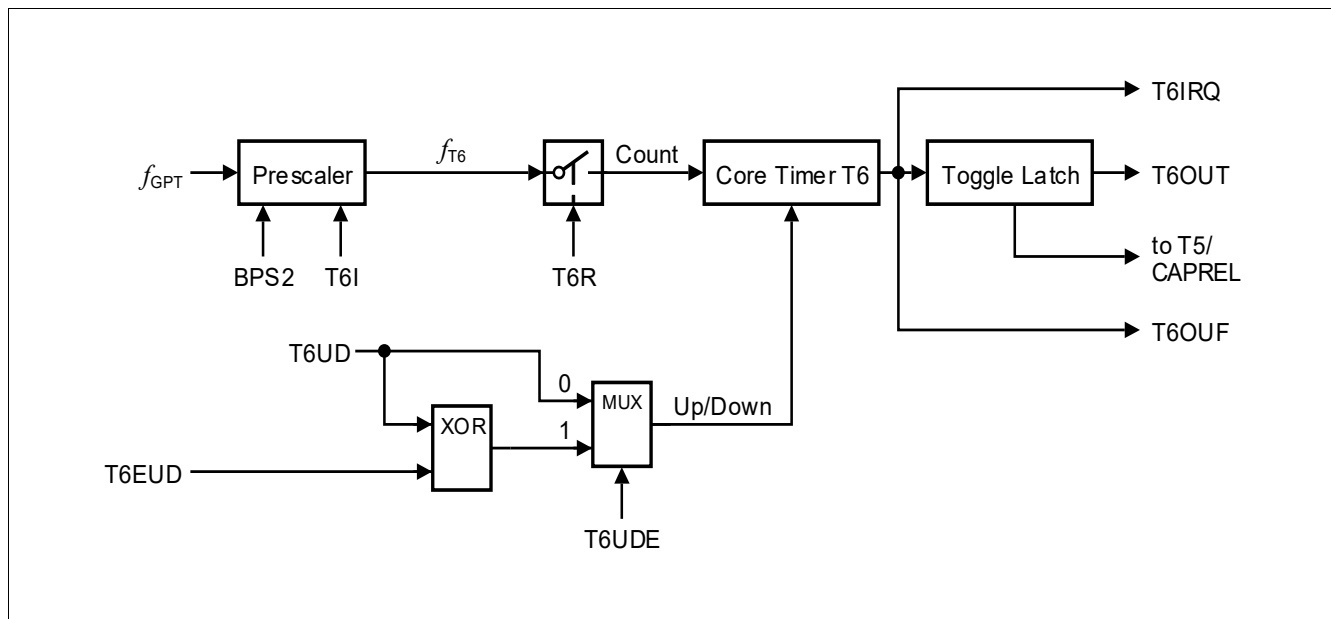 T6IRQ
fGPT
Prescaler
fT6
Count
Core Timer T6
Toggle Latch
T6OUT
BPS2
T6I
T6R
to T5/
CAPREL
T6OUF
T6UD
0
MUX
Up/Down
XOR
1
T6EUD
T6UDE